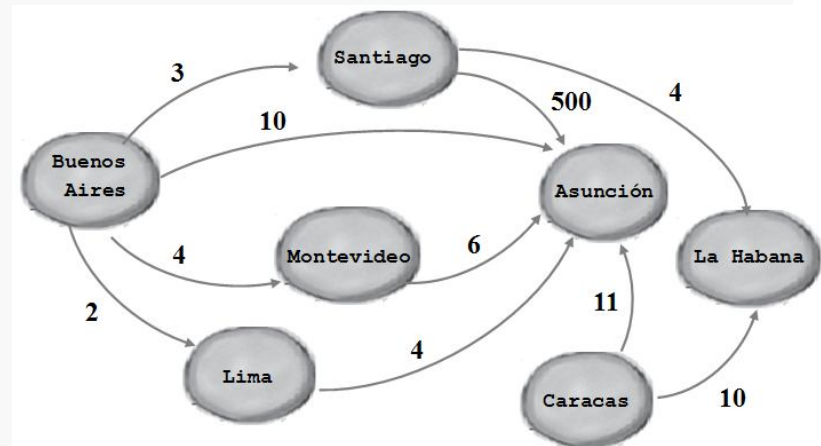 Santiago
3
500
4
10
Buenos
Aires
Asunción
Montevideo
6
La Habana
4
2
11
4
Lima
Caracas
10